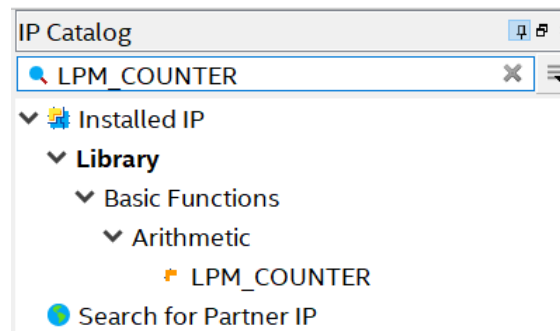 IP Catalog
LPM_COUNTER
Installed IP
Library
Basic Functions
Arithmetic
LPM_COUNTER
Search for Partner IP